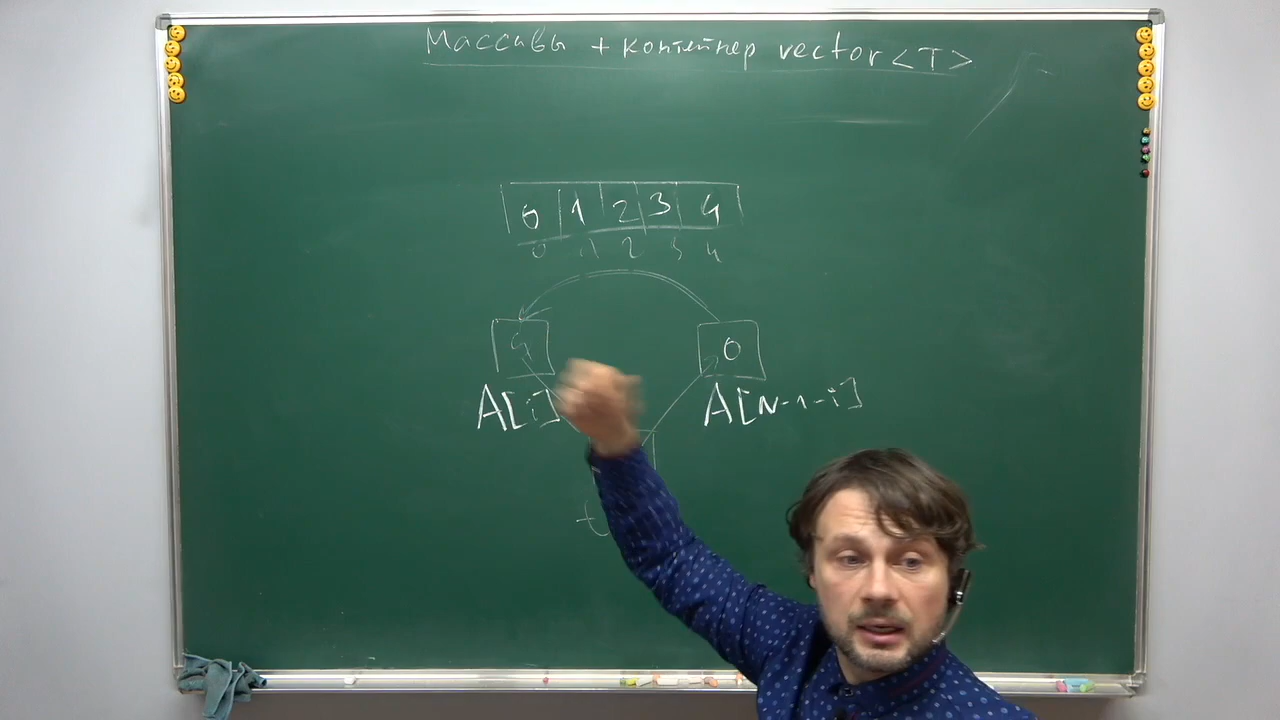 Массивы + контейнер vector<T>
0 1 2 3 4
0 1 2 3 4
4 0
A[i] A[N-1-i]
t